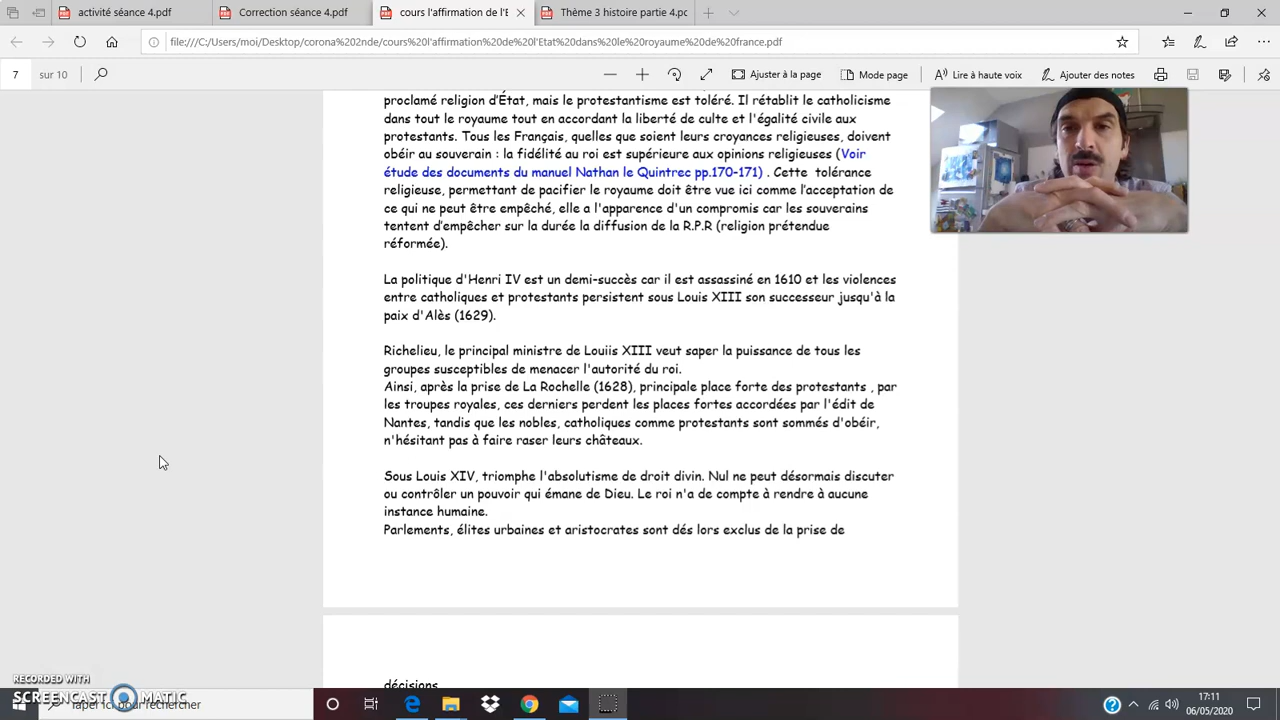 activité séance 4.pdf
Correction séance 4.pdf
cours l'affirmation de l'E
Thème 3 histoire partie 4.pc
file:///C:/Users/moi/Desktop/corona%202nde/cours%20l'affirmation%20de%20l'Etat%20dans%20le%20royaume%20de%20france.pdf
7 sur 10
Ajuster à la page
Mode page
Lire à haute voix
Ajouter des notes
proclamé religion d'État, mais le protestantisme est toléré. Il rétablit le catholicisme
dans tout le royaume tout en accordant la liberté de culte et l'égalité civile aux
protestants. Tous les Français, quelles que soient leurs croyances religieuses, doivent
obéir au souverain : la fidélité au roi est supérieure aux opinions religieuses (Voir
étude des documents du manuel Nathan le Quintrec pp.170-171) . Cette tolérance
religieuse, permettant de pacifier le royaume doit être vue ici comme l'acceptation de
ce qui ne peut être empêché, elle a l'apparence d'un compromis car les souverains
tentent d'empêcher sur la durée la diffusion de la R.P.R (religion prétendue
réformée).
La politique d'Henri IV est un demi-succès car il est assassiné en 1610 et les violences
entre catholiques et protestants persistent sous Louis XIII son successeur jusqu'à la
paix d'Alès (1629).
Richelieu, le principal ministre de Louiis XIII veut saper la puissance de tous les
groupes susceptibles de menacer l'autorité du roi.
Ainsi, après la prise de La Rochelle (1628), principale place forte des protestants , par
les troupes royales, ces derniers perdent les places fortes accordées par l'édit de
Nantes, tandis que les nobles, catholiques comme protestants sont sommés d'obéir,
n'hésitant pas à faire raser leurs châteaux.
Sous Louis XIV, triomphe l'absolutisme de droit divin. Nul ne peut désormais discuter
ou contrôler un pouvoir qui émane de Dieu. Le roi n'a de compte à rendre à aucune
instance humaine.
Parlements, élites urbaines et aristocrates sont dés lors exclus de la prise de
décisions
RECORDED WITH
SCREENCAST MATIC
Taper ici pour rechercher
17:11
06/05/2020